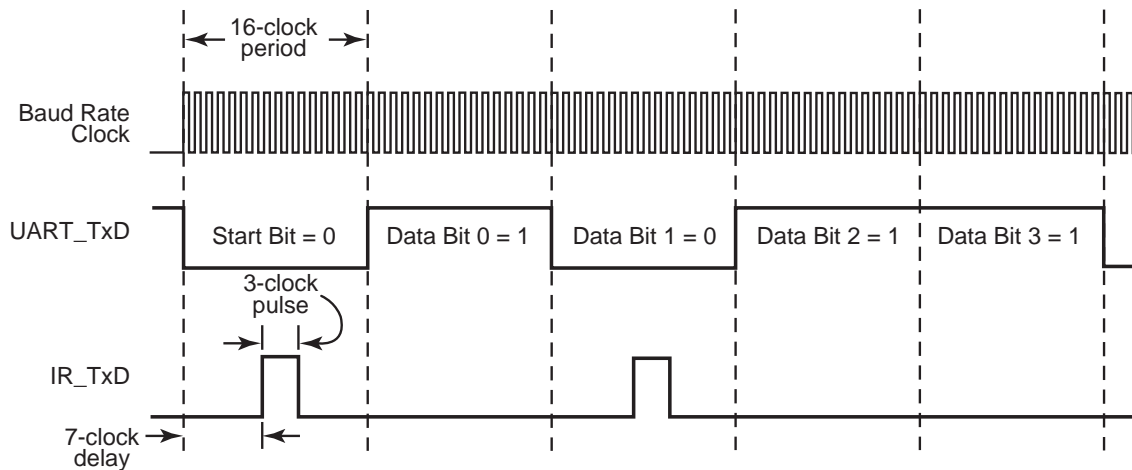 16-clock
period
Baud Rate
Clock
UART_TxD
Start Bit = 0
Data Bit 0 = 1
Data Bit 1 = 0
Data Bit 2 = 1
Data Bit 3 = 1
3-clock
pulse
IR_TxD
7-clock
delay